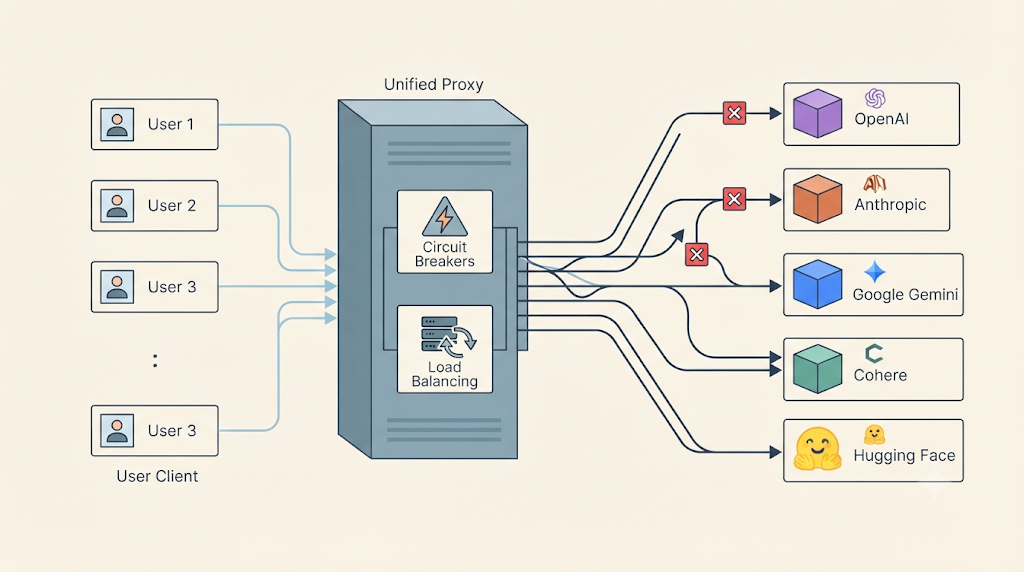 Unified Proxy
User 1
User 2
User 3
:
User 3
User Client
Circuit
Breakers
Load
Balancing
OpenAI
Anthropic
Google Gemini
Cohere
Hugging Face